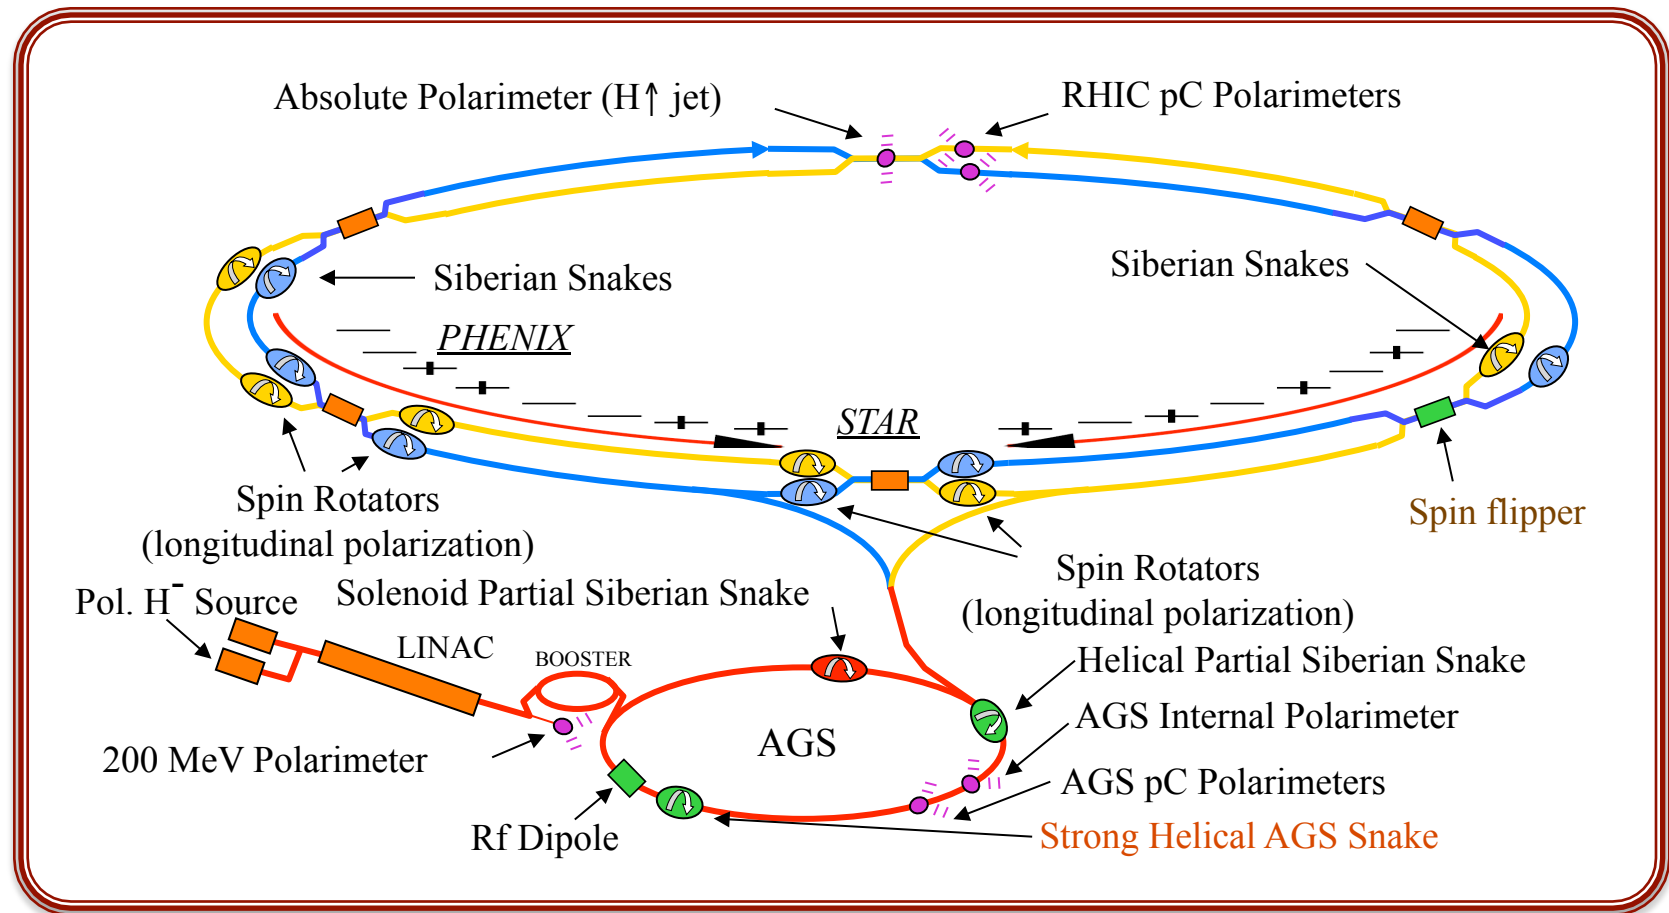 Absolute Polarimeter (H↑ jet)
RHIC pC Polarimeters
Siberian Snakes
Siberian Snakes
PHENIX
STAR
Spin Rotators
(longitudinal polarization)
Spin flipper
Spin Rotators
(longitudinal polarization)
Solenoid Partial Siberian Snake
Pol. H⁻ Source
LINAC
BOOSTER
Helical Partial Siberian Snake
AGS Internal Polarimeter
AGS
200 MeV Polarimeter
AGS pC Polarimeters
Rf Dipole
Strong Helical AGS Snake